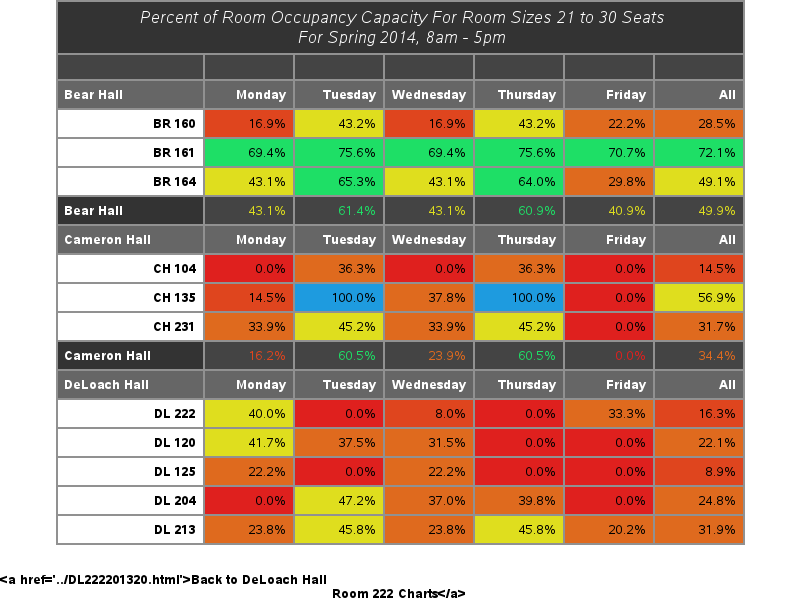 Percent of Room Occupancy Capacity For Room Sizes 21 to 30 Seats
For Spring 2014, 8am - 5pm
Bear Hall Monday Tuesday Wednesday Thursday Friday All
BR 160 16.9% 43.2% 16.9% 43.2% 22.2% 28.5%
BR 161 69.4% 75.6% 69.4% 75.6% 70.7% 72.1%
BR 164 43.1% 65.3% 43.1% 64.0% 29.8% 49.1%
Bear Hall 43.1% 61.4% 43.1% 60.9% 40.9% 49.9%
Cameron Hall Monday Tuesday Wednesday Thursday Friday All
CH 104 0.0% 36.3% 0.0% 36.3% 0.0% 14.5%
CH 135 14.5% 100.0% 37.8% 100.0% 0.0% 56.9%
CH 231 33.9% 45.2% 33.9% 45.2% 0.0% 31.7%
Cameron Hall 16.2% 60.5% 23.9% 60.5% 0.0% 34.4%
DeLoach Hall Monday Tuesday Wednesday Thursday Friday All
DL 222 40.0% 0.0% 8.0% 0.0% 33.3% 16.3%
DL 120 41.7% 37.5% 31.5% 0.0% 0.0% 22.1%
DL 125 22.2% 0.0% 22.2% 0.0% 0.0% 8.9%
DL 204 0.0% 47.2% 37.0% 39.8% 0.0% 24.8%
DL 213 23.8% 45.8% 23.8% 45.8% 20.2% 31.9%
<a href='../DL222201320.html'>Back to DeLoach Hall
Room 222 Charts</a>